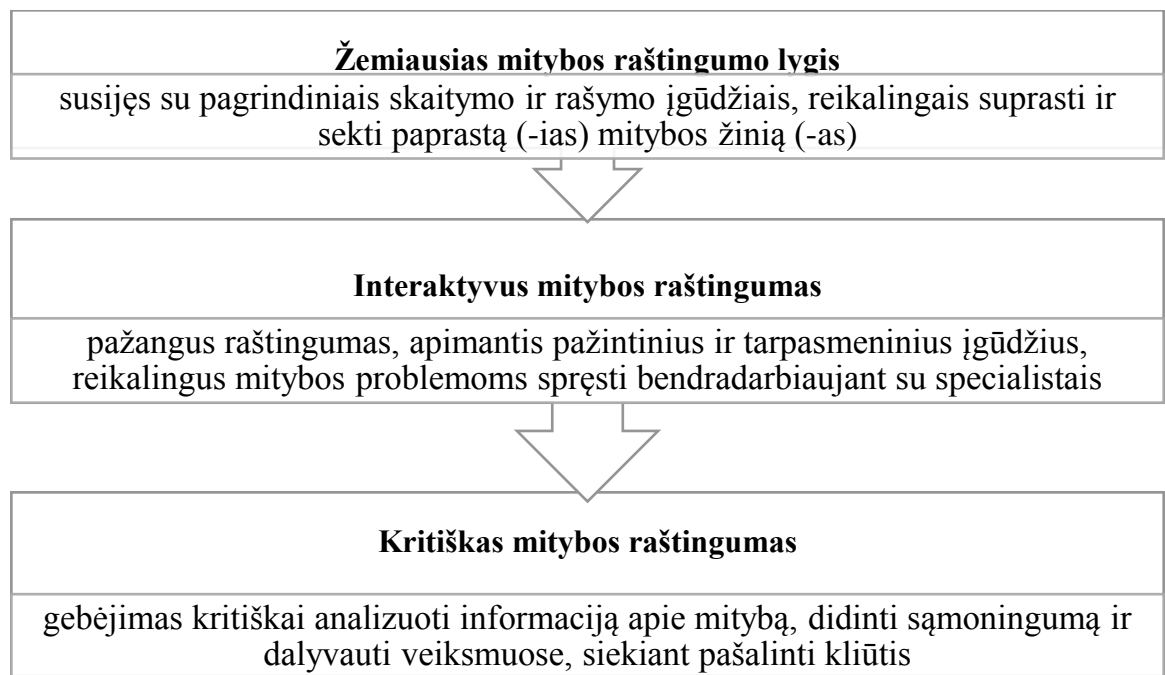 Žemiausias mitybos raštingumo lygis
susijęs su pagrindiniais skaitymo ir rašymo įgūdžiais, reikalingais suprasti ir
sekti paprastą (-ias) mitybos žinią (-as)
Interaktyvus mitybos raštingumas
pažangus raštingumas, apimantis pažintinius ir tarpasmeninius įgūdžius,
reikalingus mitybos problemoms spręsti bendradarbiaujant su specialistais
Kritiškas mitybos raštingumas
gebėjimas kritiškai analizuoti informaciją apie mitybą, didinti sąmoningumą ir
dalyvauti veiksmuose, siekiant pašalinti kliūtis